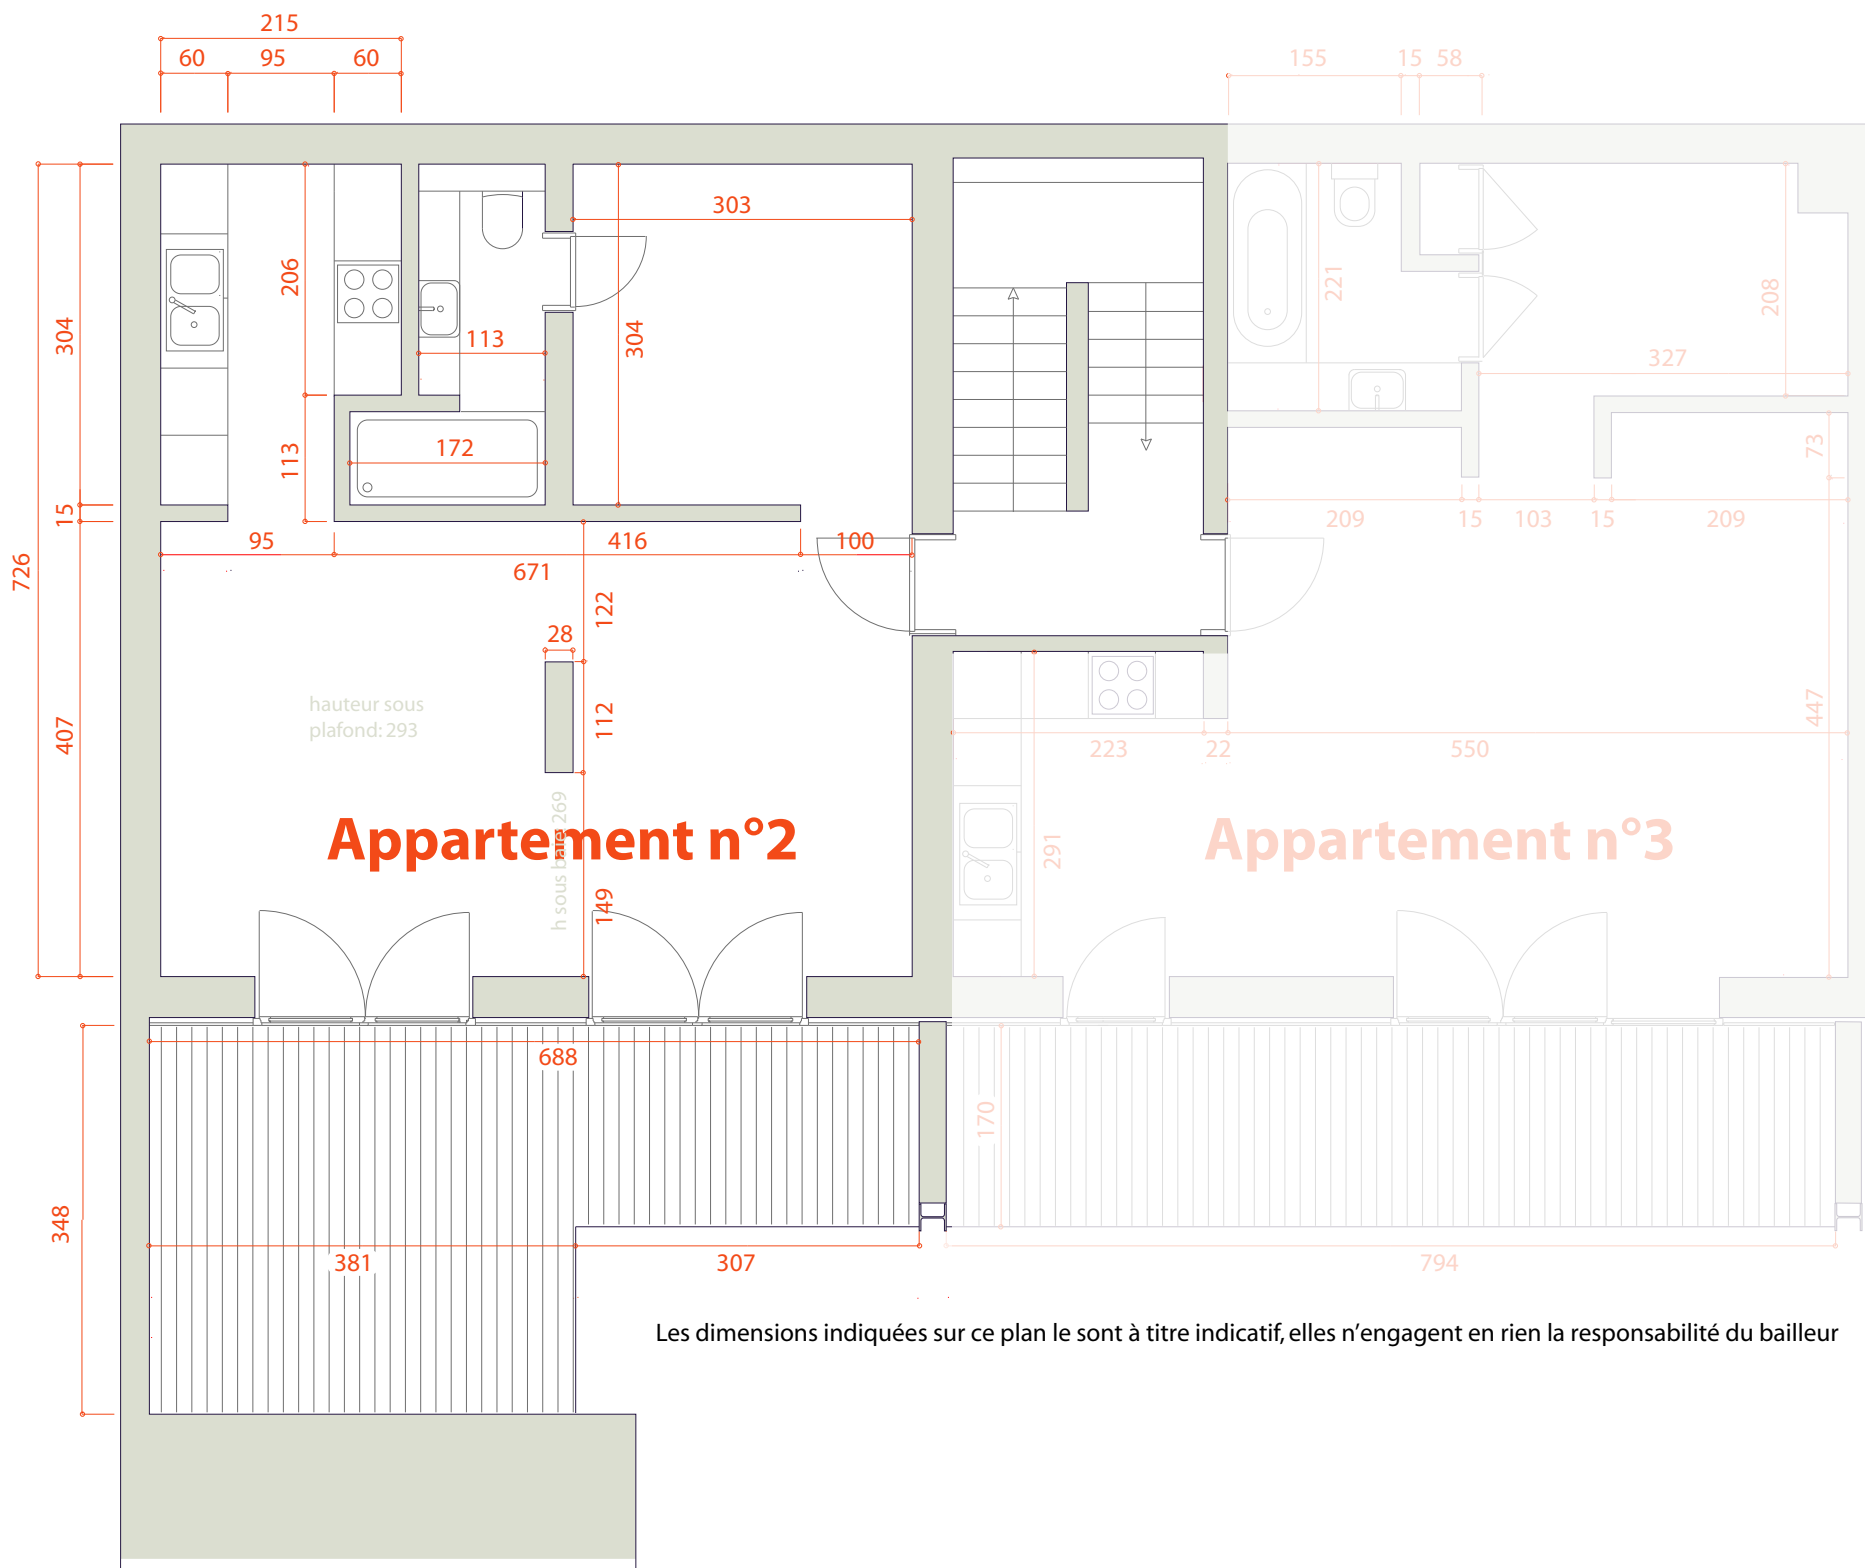 215
60 95 60
155 15 58
303
206
304
304
113
221
208
327
172
113
73
15
95 416 100
209 15 103 15 209
671
726
122
28
hauteur sous
plafond: 293
112
407
447
223 22 550
h sous baie: 269
Appartement n°2
Appartement n°3
291
149
688
170
348
381 307
794
Les dimensions indiquées sur ce plan le sont à titre indicatif, elles n’engagent en rien la responsabilité du bailleur